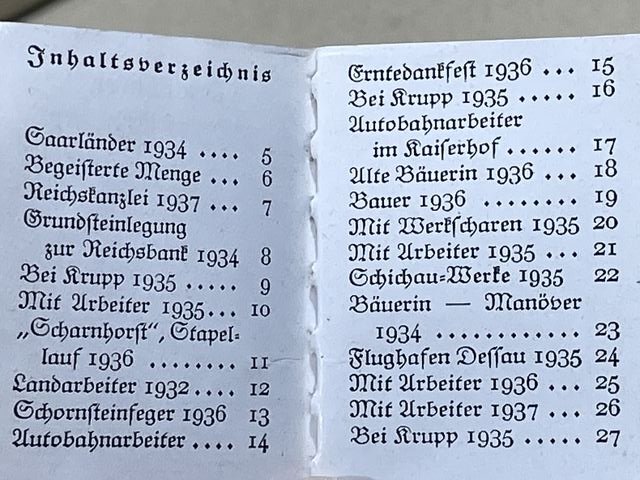 Inhaltsverzeichnis
Saarländer 1934 .... 5
Begeisterte Menge ... 6
Reichskanzlei 1937 ... 7
Grundsteinlegung
zur Reichsbank 1934 8
Bei Krupp 1935 ..... 9
Mit Arbeiter 1935... 10
„Scharnhorst“, Stapel-
lauf 1936 ........ 11
Landarbeiter 1932.... 12
Schornsteinfeger 1936 13
Autobahnarbeiter .... 14
Erntedankfest 1936 ... 15
Bei Krupp 1935 ..... 16
Autobahnarbeiter
im Kaiserhof ...... 17
Alte Bäuerin 1936 ... 18
Bauer 1936 ........ 19
Mit Werkscharen 1935 20
Mit Arbeiter 1935 ... 21
Schichau-Werke 1935 22
Bäuerin — Manöver
1934 ............ 23
Flughafen Dessau 1935 24
Mit Arbeiter 1936 ... 25
Mit Arbeiter 1937 ... 26
Bei Krupp 1935 ..... 27